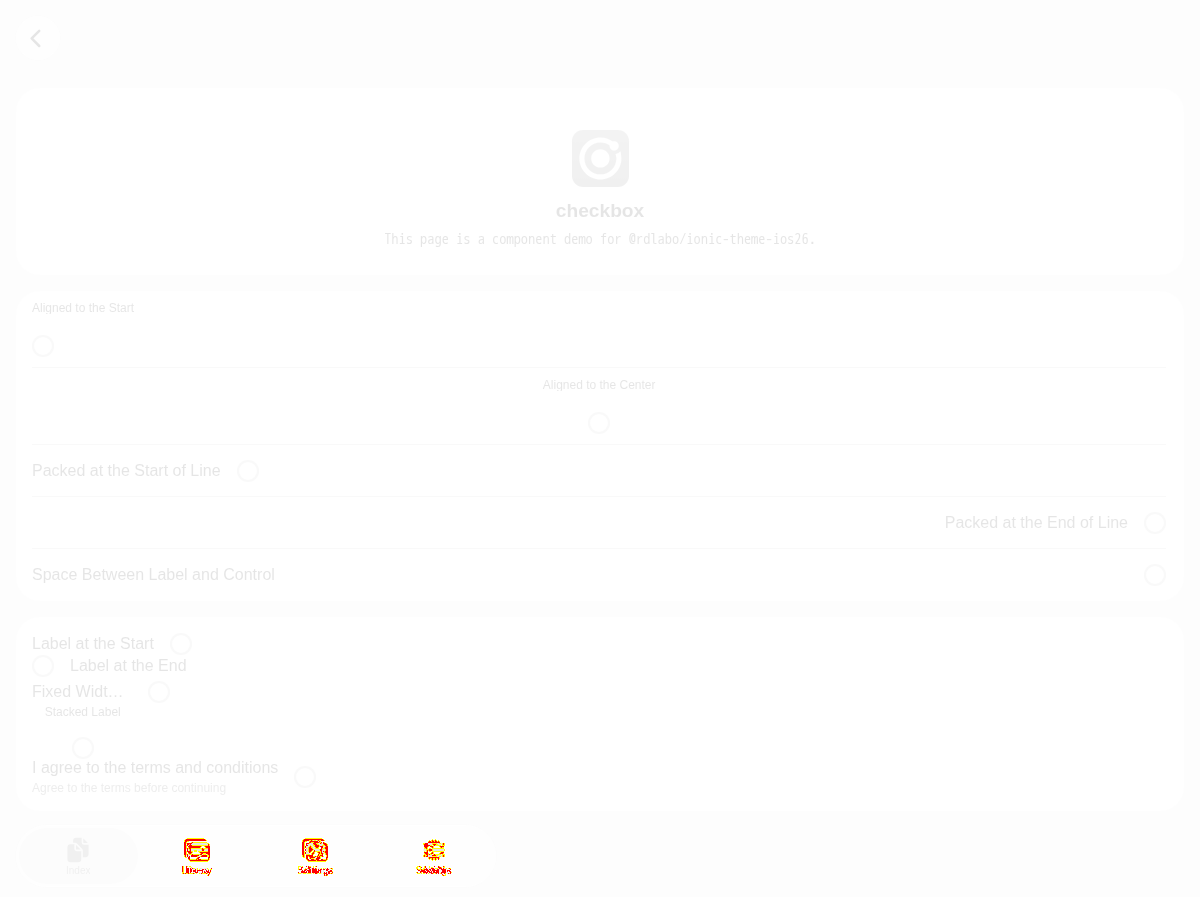 checkbox
This page is a component demo for @rdlabo/ionic-theme-ios26.
Aligned to the Start
Aligned to the Center
Packed at the Start of Line
Packed at the End of Line
Space Between Label and Control
Label at the Start
Label at the End
Fixed Widt…
Stacked Label
I agree to the terms and conditions
Agree to the terms before continuing
Index